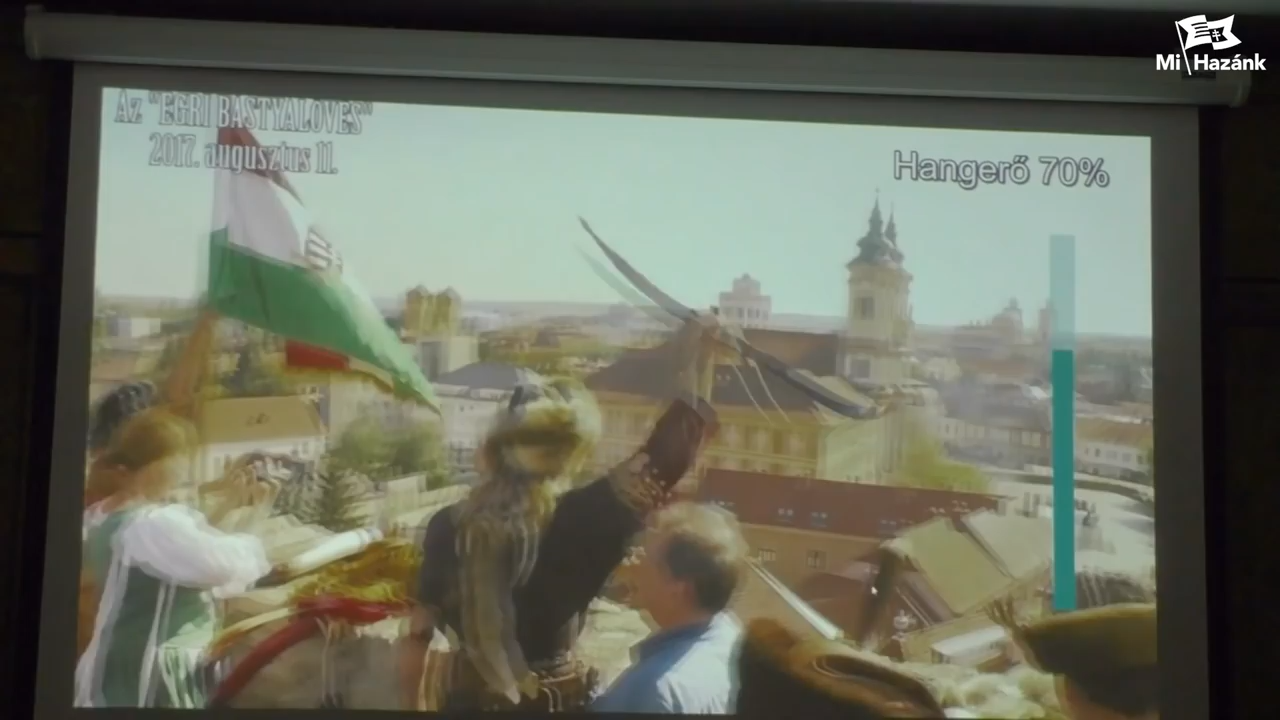 Az "EGRI BÁSTYALÖVÉS"
2017. augusztus 11.
Hangerő 70%
Mi Hazánk